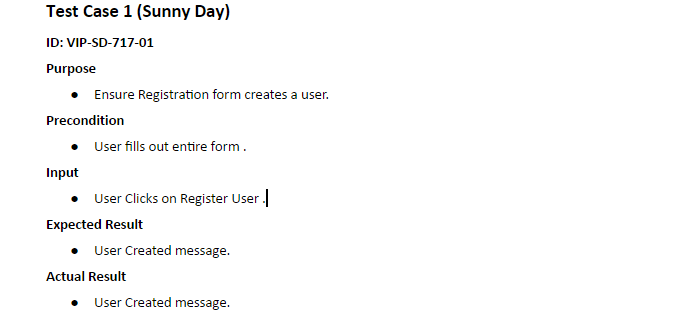 Test Case 1 (Sunny Day)
ID: VIP-SD-717-01
Purpose
● Ensure Registration form creates a user.
Precondition
● User fills out entire form .
Input
● User Clicks on Register User .
Expected Result
● User Created message.
Actual Result
● User Created message.